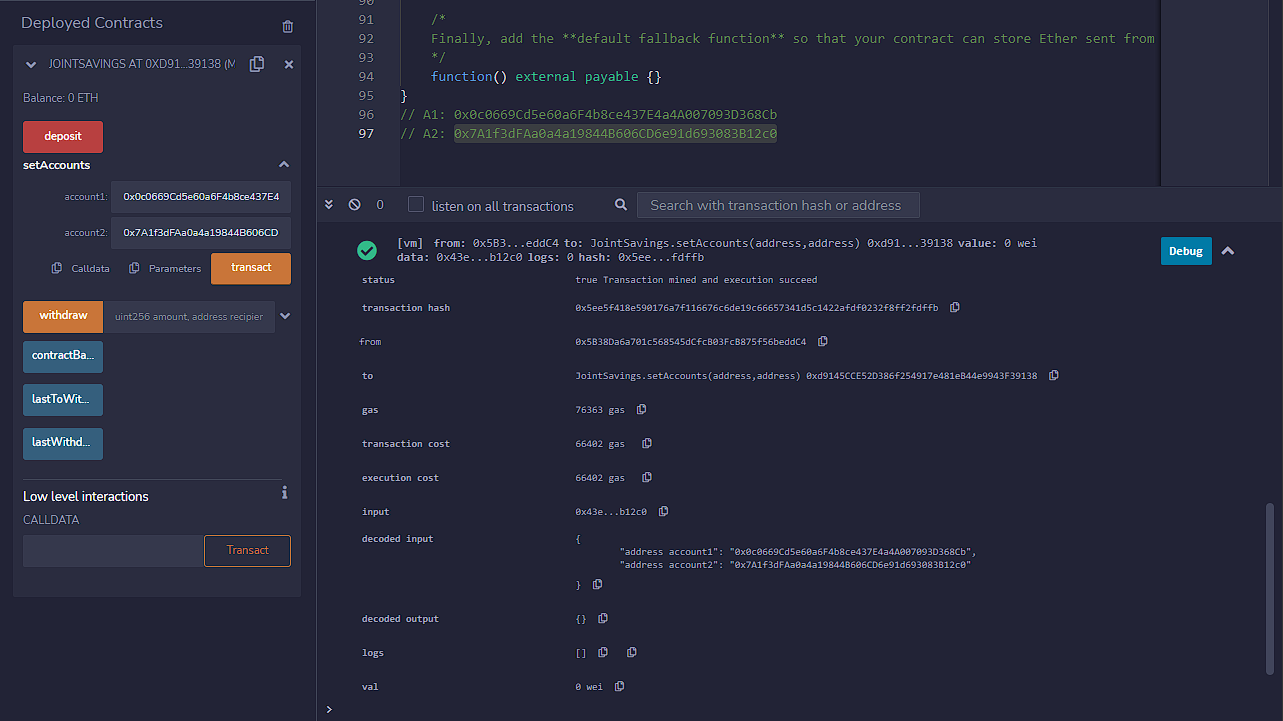 Deployed Contracts
JOINTSAVINGS AT 0XD91...39138 (M
Balance: 0 ETH
deposit
setAccounts
account1: 0x0c0669Cd5e60a6F4b8ce437E4
account2: 0x7A1f3dFAa0a4a19844B606CD
Calldata Parameters transact
withdraw uint256 amount, address recipier
contractBa...
lastToWit...
lastWithd...
Low level interactions
CALLDATA
Transact
90
91 /*
92 Finally, add the **default fallback function** so that your contract can store Ether sent from
93 */
94 function() external payable {}
95 }
96 // A1: 0x0c0669Cd5e60a6F4b8ce437E4a4A007093D368Cb
97 // A2: 0x7A1f3dFAa0a4a19844B606CD6e91d693083B12c0
0 listen on all transactions Search with transaction hash or address
[vm] from: 0x5B3...eddC4 to: JointSavings.setAccounts(address,address) 0xd91...39138 value: 0 wei
data: 0x43e...b12c0 logs: 0 hash: 0x5ee...fdffb
Debug
status true Transaction mined and execution succeed
transaction hash 0x5ee5f418e590176a7f116676c6de19c66657341d5c1422afdf0232f8ff2fdffb
from 0x5B38Da6a701c568545dCfcB03FcB875f56beddC4
to JointSavings.setAccounts(address,address) 0xd9145CCE52D386f254917e481eB44e9943F39138
gas 76363 gas
transaction cost 66402 gas
execution cost 66402 gas
input 0x43e...b12c0
decoded input {
"address account1": "0x0c0669Cd5e60a6F4b8ce437E4a4A007093D368Cb",
"address account2": "0x7A1f3dFAa0a4a19844B606CD6e91d693083B12c0"
}
decoded output {}
logs []
val 0 wei
>